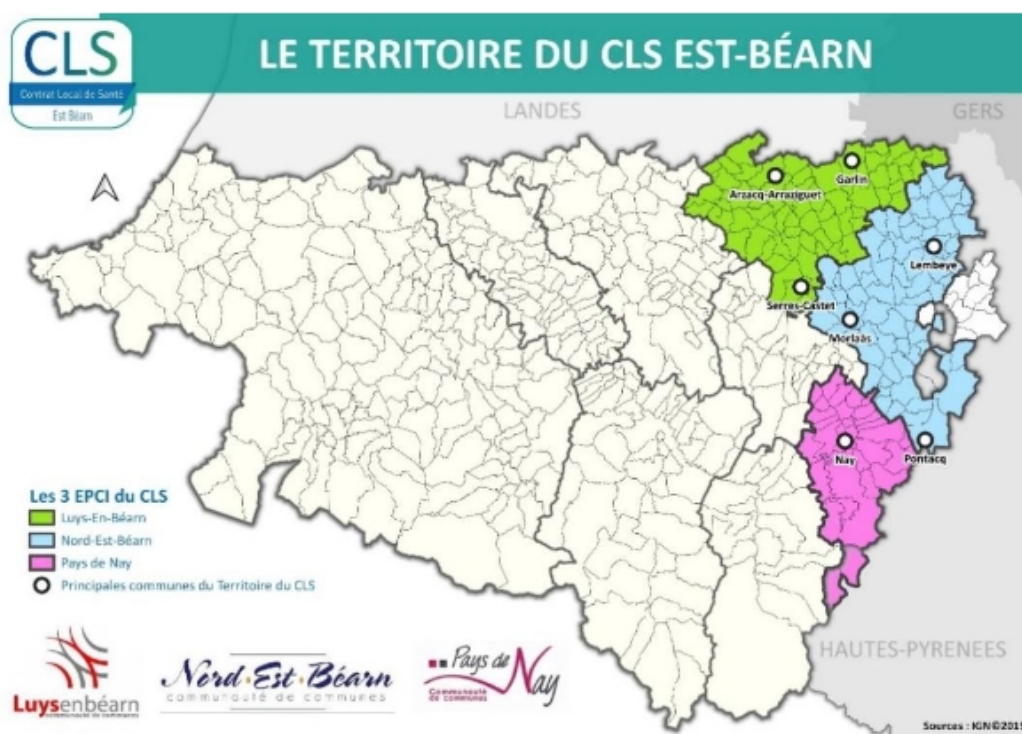 CLS
Contrat Local de Santé
Est Béarn
LE TERRITOIRE DU CLS EST-BÉARN
LANDES
GERS
Garlin
Arzacq-Arraziguet
Lembeye
Serres-Castet
Morlaàs
Nay
Pontacq
Les 3 EPCI du CLS
Luys-En-Béarn
Nord-Est-Béarn
Pays de Nay
Principales communes du Territoire du CLS
HAUTES-PYRENEES
Luysenbéarn
communauté de communes
Nord-Est-Béarn
communauté de communes
Pays de
Nay
Communauté
de communes
Sources : IGN©2019